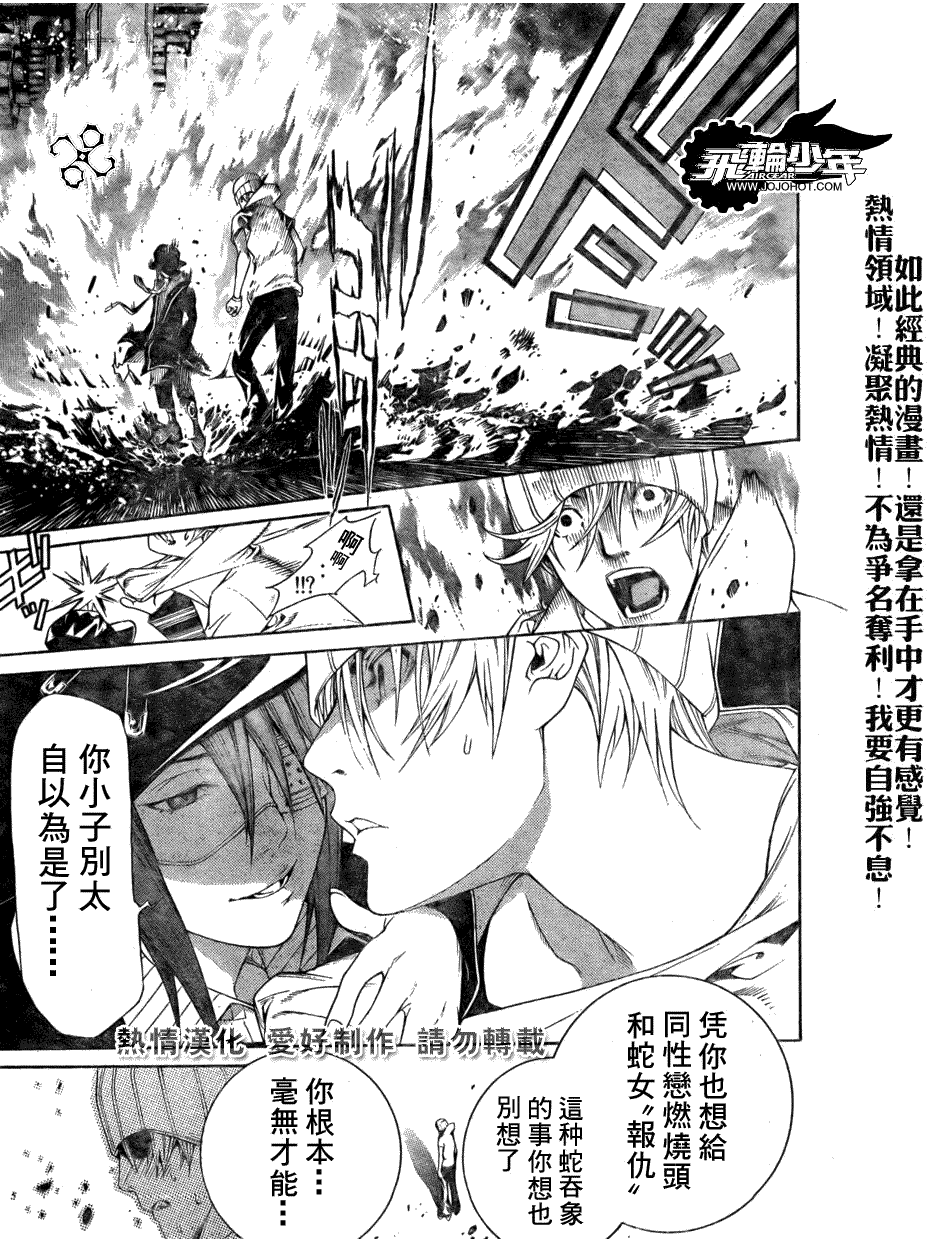 飛輪少年
AIRGEAR
WWW.JOJOHOT.COM
如此經典的漫畫！還是拿在手中才更有感覺！
熱情領域！凝聚熱情！不為爭名奪利！我要自強不息！
啊
啊
!!?
你小子別太
自以為是了……
熱情漢化 愛好制作 請勿轉載
凭你也想給
同性戀燃燒頭
和蛇女〝報仇〞
這种蛇吞象
的事你想也
別想了
你根本…
毫無才能…